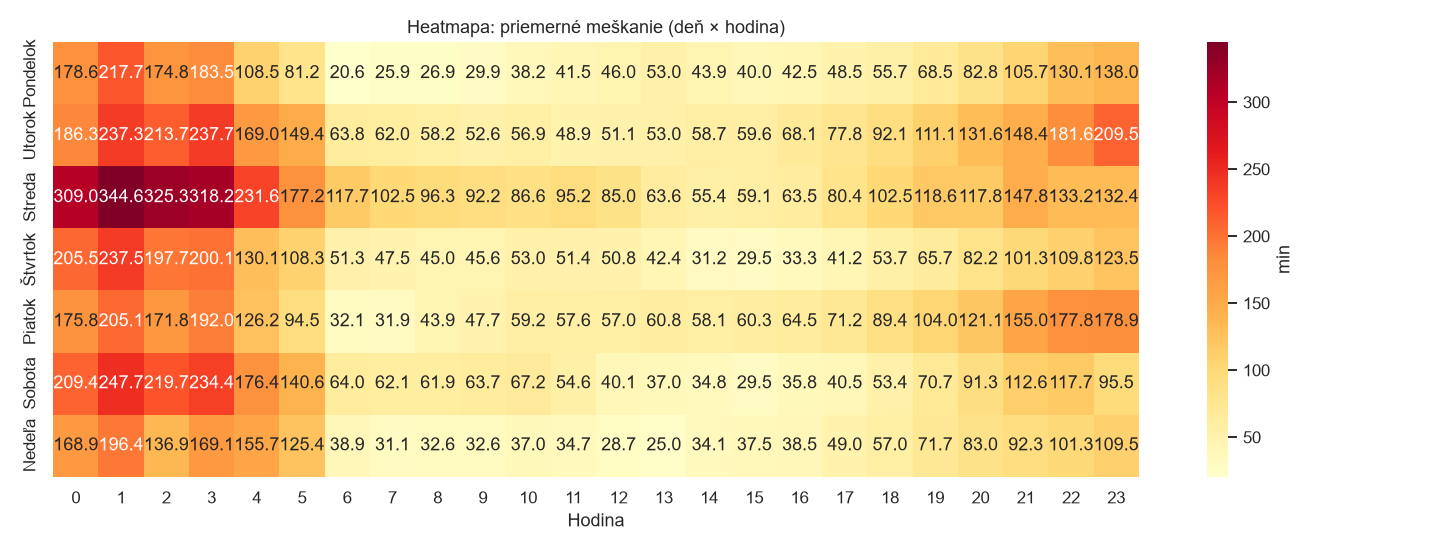 Heatmapa: priemerné meškanie (deň × hodina)
Pondelok 178.6 217.7 174.8 183.5 108.5 81.2 20.6 25.9 26.9 29.9 38.2 41.5 46.0 53.0 43.9 40.0 42.5 48.5 55.7 68.5 82.8 105.7 130.1 138.0
Utorok 186.3 237.3 213.7 237.7 169.0 149.4 63.8 62.0 58.2 52.6 56.9 48.9 51.1 53.0 58.7 59.6 68.1 77.8 92.1 111.1 131.6 148.4 181.6 209.5
Streda 309.0 344.6 325.3 318.2 231.6 177.2 117.7 102.5 96.3 92.2 86.6 95.2 85.0 63.6 55.4 59.1 63.5 80.4 102.5 118.6 117.8 147.8 133.2 132.4
Štvrtok 205.5 237.5 197.7 200.1 130.1 108.3 51.3 47.5 45.0 45.6 53.0 51.4 50.8 42.4 31.2 29.5 33.3 41.2 53.7 65.7 82.2 101.3 109.8 123.5
Piatok 175.8 205.1 171.8 192.0 126.2 94.5 32.1 31.9 43.9 47.7 59.2 57.6 57.0 60.8 58.1 60.3 64.5 71.2 89.4 104.0 121.1 155.0 177.8 178.9
Sobota 209.4 247.7 219.7 234.4 176.4 140.6 64.0 62.1 61.9 63.7 67.2 54.6 40.1 37.0 34.8 29.5 35.8 40.5 53.4 70.7 91.3 112.6 117.7 95.5
Nedeľa 168.9 196.4 136.9 169.1 155.7 125.4 38.9 31.1 32.6 32.6 37.0 34.7 28.7 25.0 34.1 37.5 38.5 49.0 57.0 71.7 83.0 92.3 101.3 109.5
0 1 2 3 4 5 6 7 8 9 10 11 12 13 14 15 16 17 18 19 20 21 22 23
Hodina
300
250
200
150
100
50
min